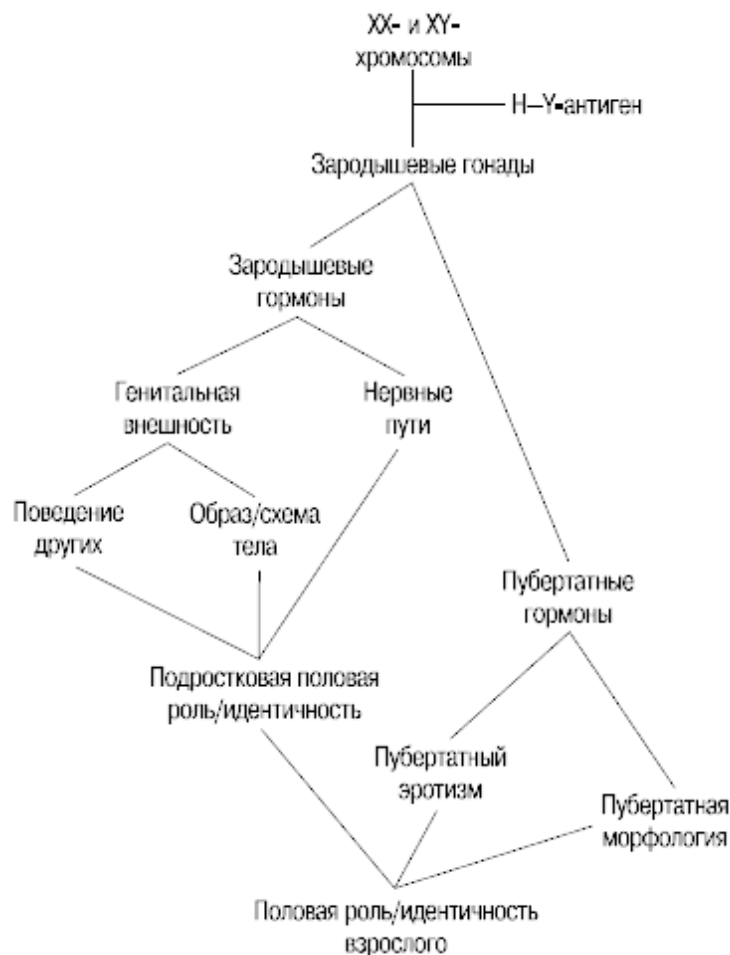 XX- и XY-
хромосомы
H–Y-антиген
Зародышевые гонады
Зародышевые
гормоны
Генитальная
внешность
Нервные
пути
Поведение
других
Образ/схема
тела
Пубертатные
гормоны
Подростковая половая
роль/идентичность
Пубертатный
эротизм
Пубертатная
морфология
Половая роль/идентичность
взрослого